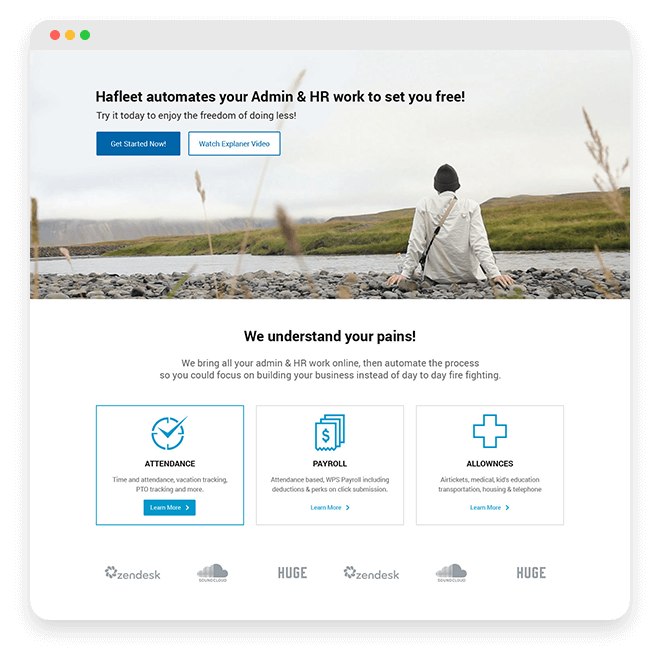 Hafleet automates your Admin & HR work to set you free!
Try it today to enjoy the freedom of doing less!
Get Started Now!
Watch Explaner Video
We understand your pains!
We bring all your admin & HR work online, then automate the process
so you could focus on building your business instead of day to day fire fighting.
ATTENDANCE
Time and attendance, vacation tracking,
PTO tracking and more.
Learn More
PAYROLL
Attendance based, WPS Payroll including
deductions & perks on click submission.
Learn More
ALLOWNCES
Airtickets, medical, kid's education
transportation, housing & telephone
Learn More
zendesk
SOUNDCLOUD
HUGE
zendesk
SOUNDCLOUD
HUGE